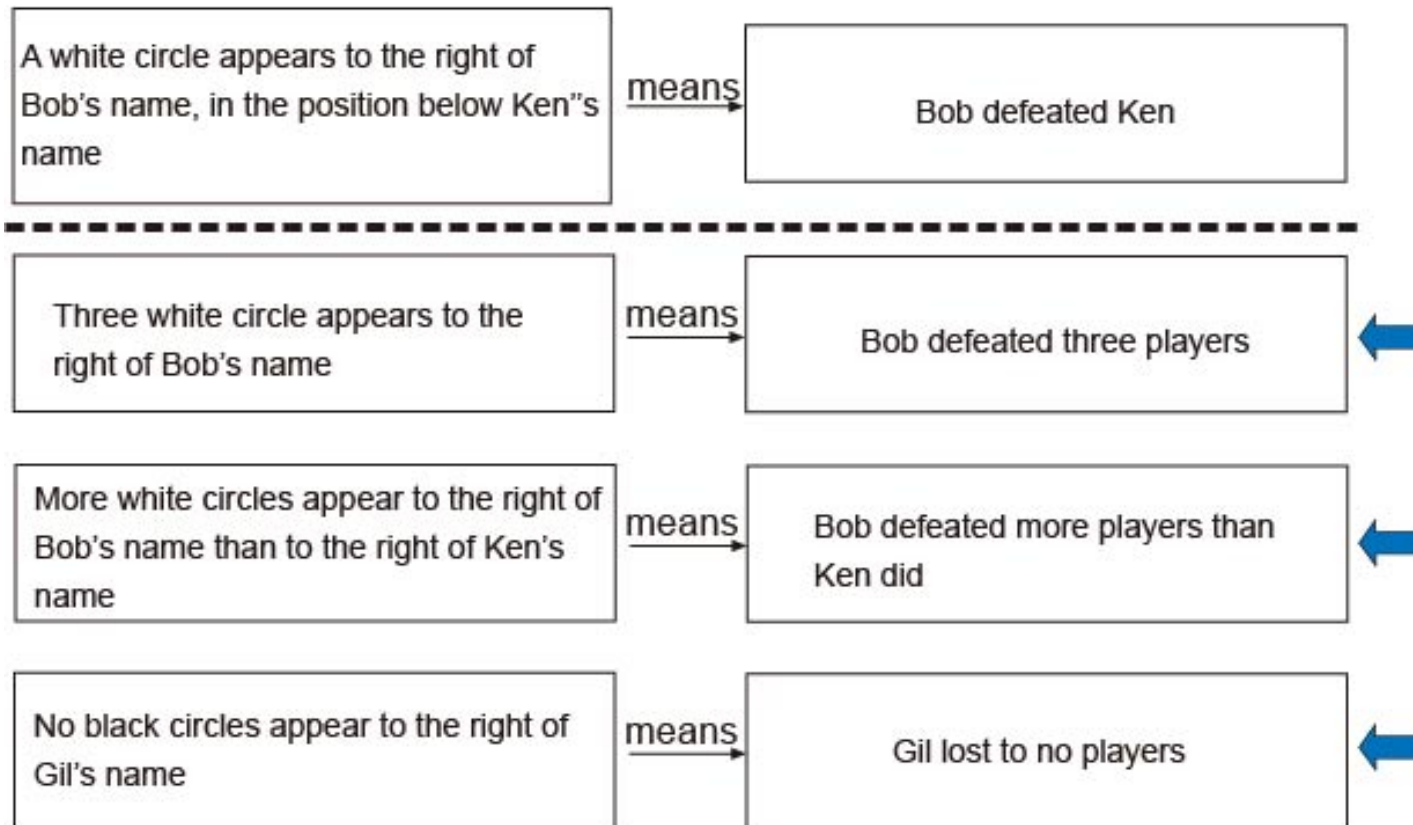 A white circle appears to the right of
Bob's name, in the position below Ken"s
name
means
Bob defeated Ken
Three white circle appears to the
right of Bob's name
means
Bob defeated three players
More white circles appear to the right of
Bob's name than to the right of Ken's
name
means
Bob defeated more players than
Ken did
No black circles appear to the right of
Gil's name
means
Gil lost to no players